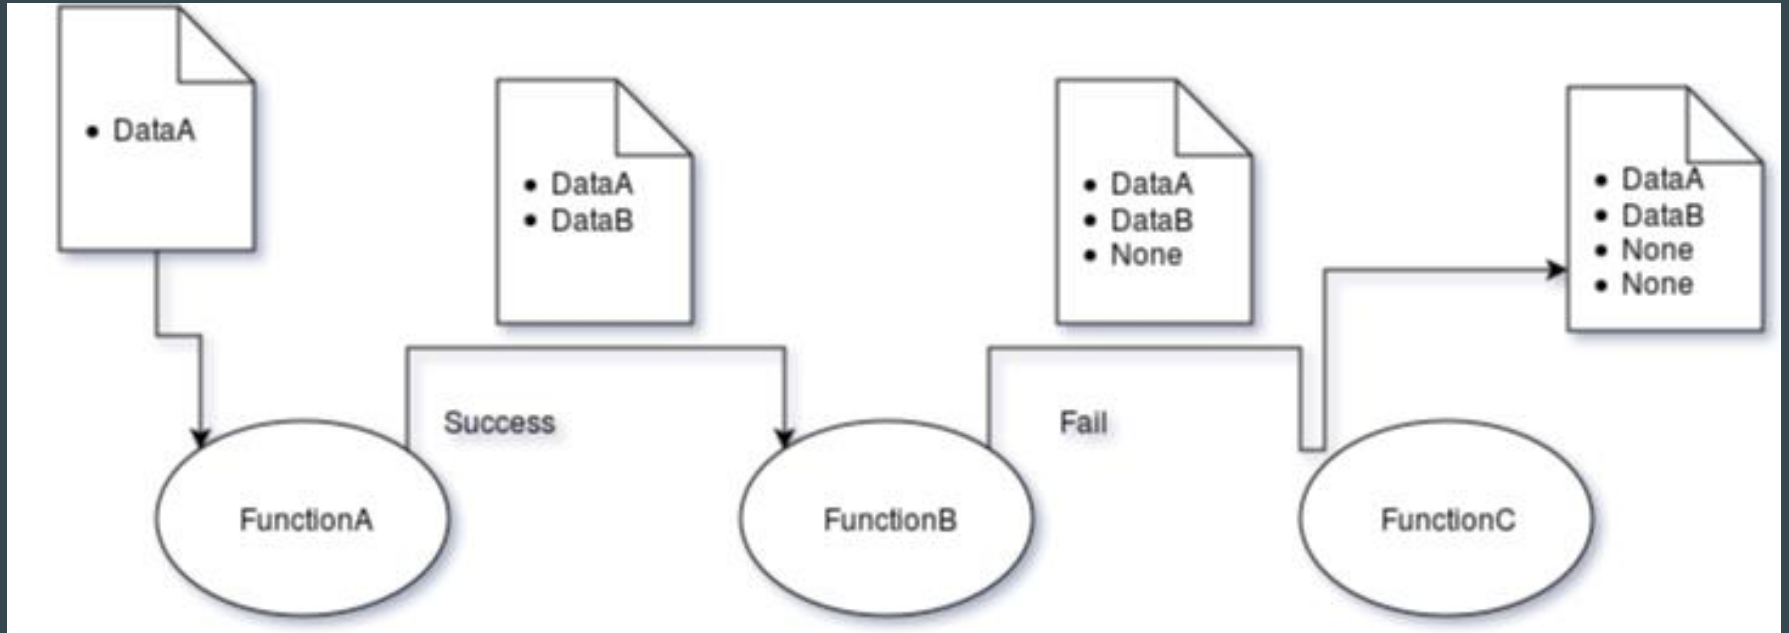 • DataA
• DataA
• DataB
• DataA
• DataB
• None
• DataA
• DataB
• None
• None
Success
Fail
FunctionA
FunctionB
FunctionC